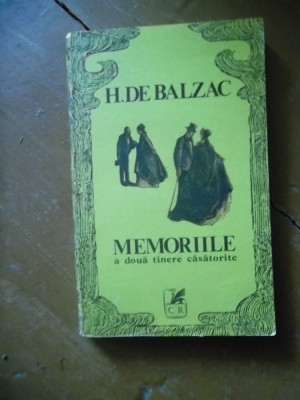 H. DE BALZAC
MEMORIILE
a două tinere căsătorite
C R